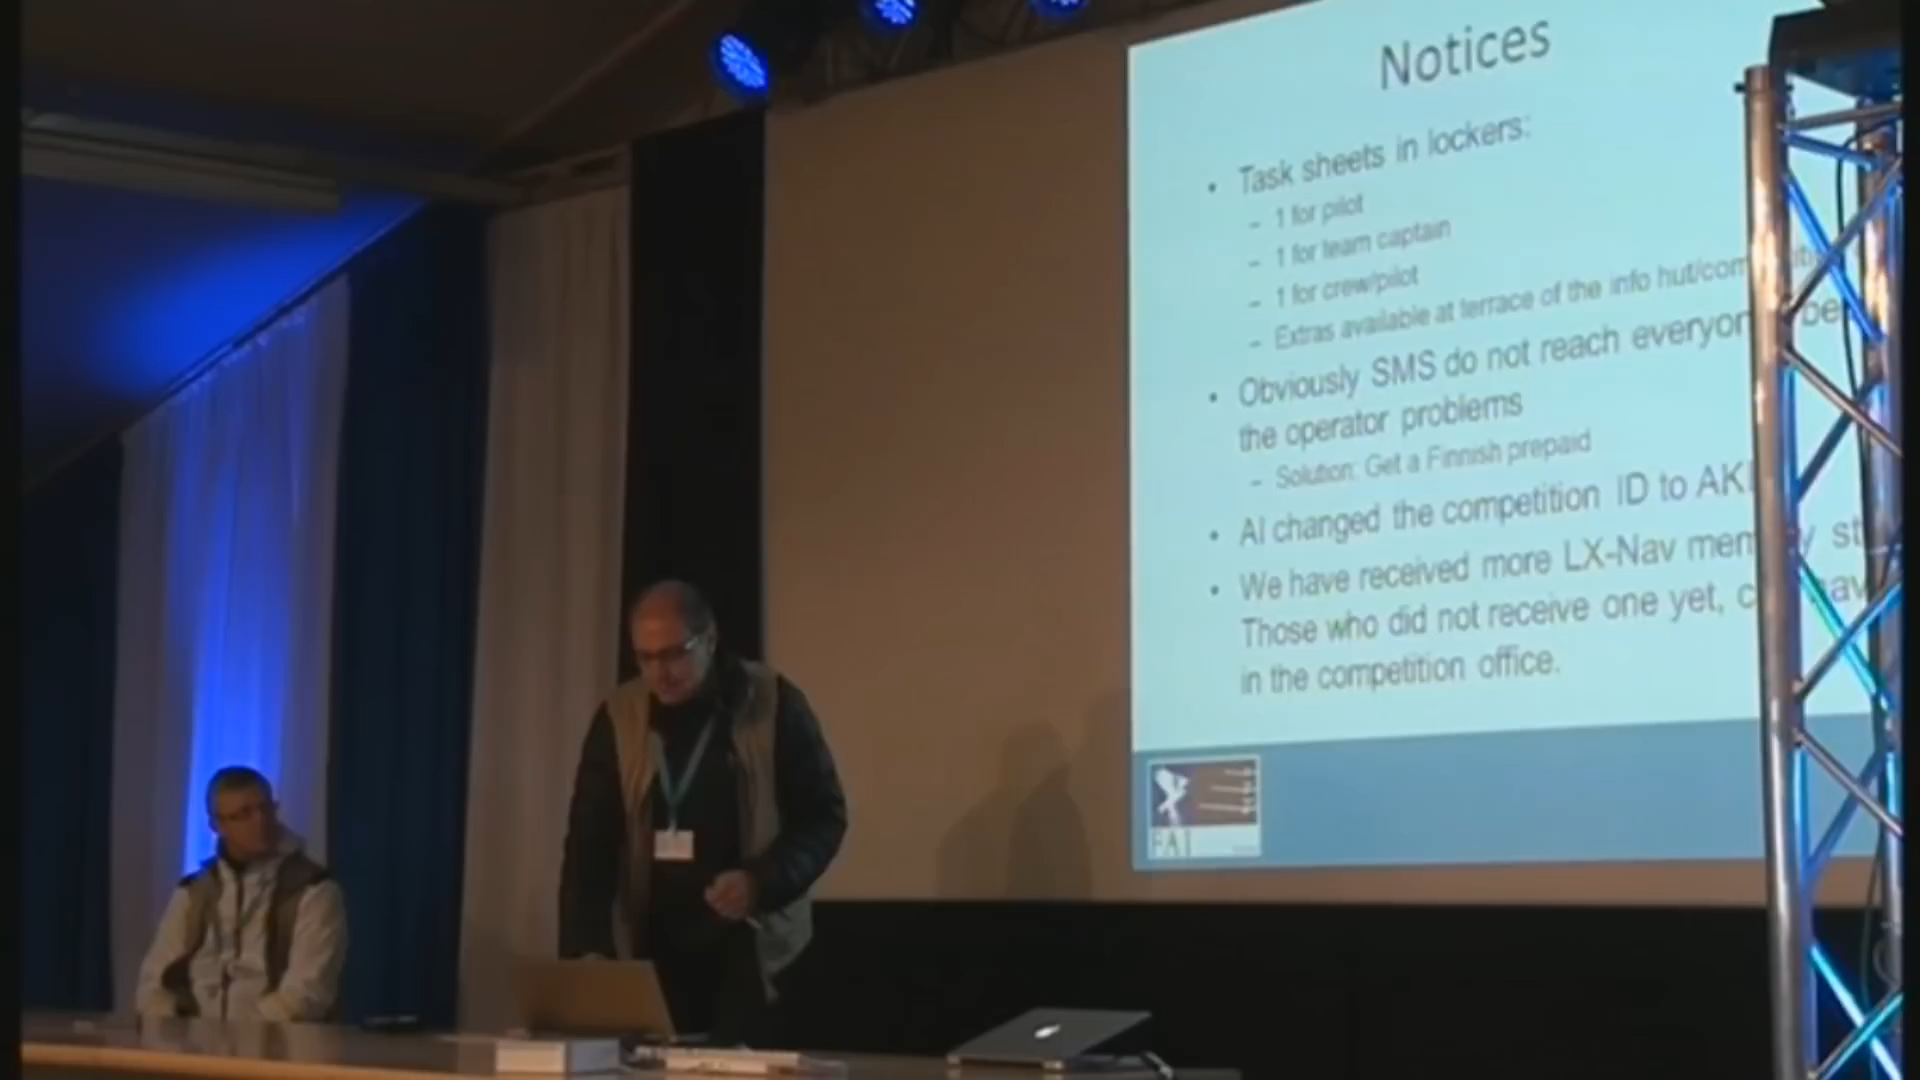 Notices
• Task sheets in lockers:
– 1 for pilot
– 1 for team captain
– 1 for crew/pilot
– Extras available at terrace of the info hut/com
• Obviously SMS do not reach everyon be
the operator problems
– Solution: Get a Finnish prepaid
• AI changed the competition ID to AK
• We have received more LX-Nav mem y st
Those who did not receive one yet, c av
in the competition office.
FAI